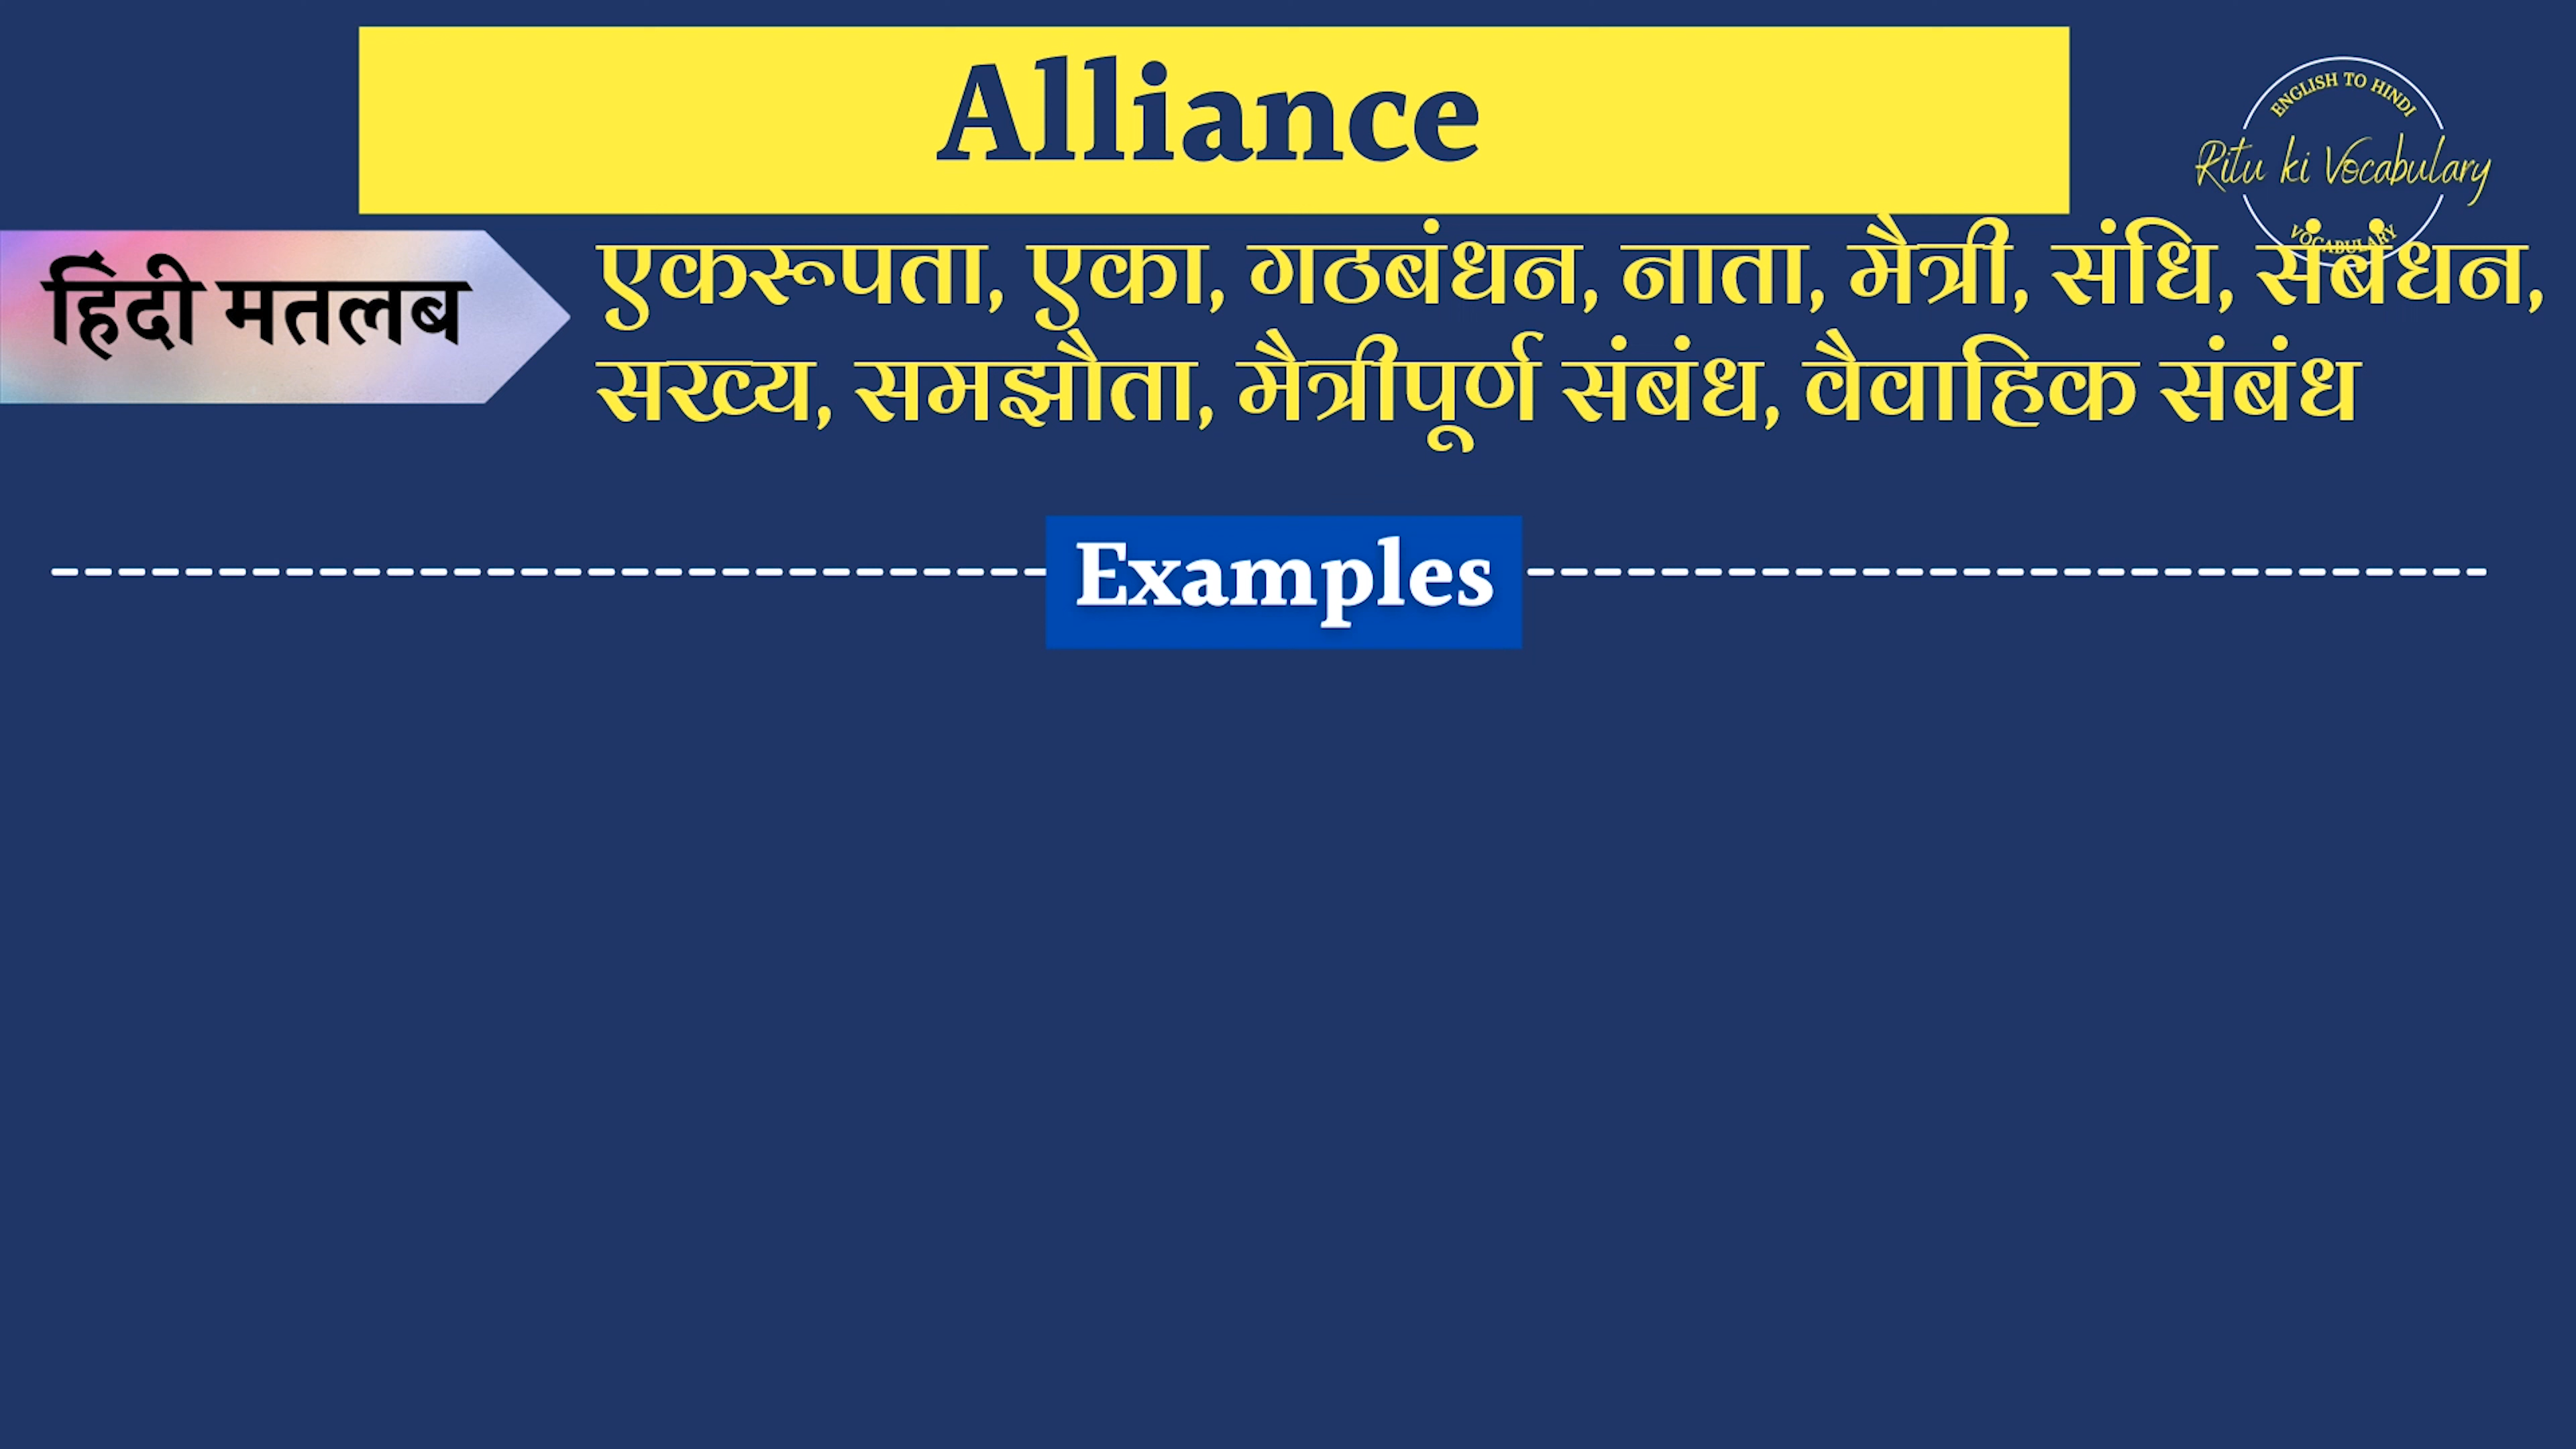 Alliance
ENGLISH TO HINDI
Ritu ki Vocabulary
VOCABULARY
हिंदी मतलब
एकरूपता, एका, गठबंधन, नाता, मैत्री, संधि, संबंधन,
सख्य, समझौता, मैत्रीपूर्ण संबंध, वैवाहिक संबंध
Examples